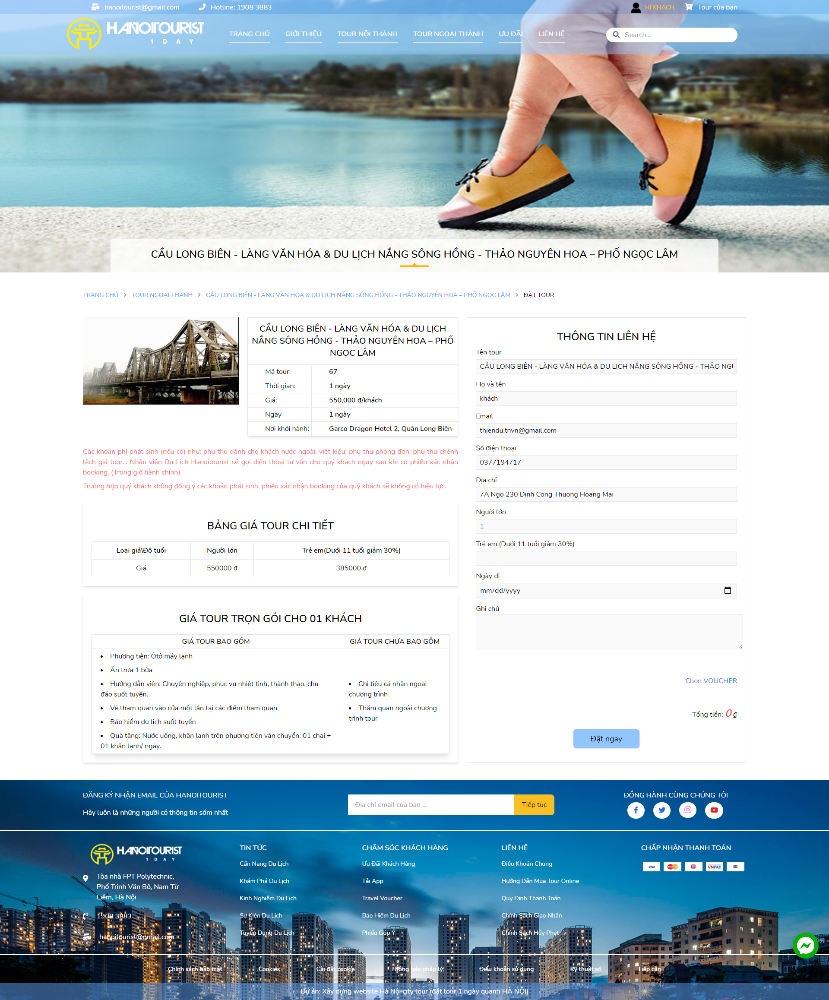 hanoitourist@gmail.com
Hotline: 1908 3883
HI KHÁCH
Tour của bạn
HANOITOURIST
1 DAY
TRANG CHỦ
GIỚI THIỆU
TOUR NỘI THÀNH
TOUR NGOẠI THÀNH
ƯU ĐÃI
LIÊN HỆ
Search...
CẦU LONG BIÊN - LÀNG VĂN HÓA & DU LỊCH NẮNG SÔNG HỒNG - THẢO NGUYÊN HOA – PHỐ NGỌC LÂM
TRANG CHỦ > TOUR NGOẠI THÀNH > CẦU LONG BIÊN - LÀNG VĂN HÓA & DU LỊCH NẮNG SÔNG HỒNG - THẢO NGUYÊN HOA – PHỐ NGỌC LÂM > ĐẶT TOUR
CẦU LONG BIÊN - LÀNG VĂN HÓA & DU LỊCH
NẮNG SÔNG HỒNG - THẢO NGUYÊN HOA – PHỐ
NGỌC LÂM
Mã tour: 67
Thời gian: 1 ngày
Giá: 550,000 ₫/khách
Ngày 1 ngày
Nơi khởi hành: Garco Dragon Hotel 2, Quận Long Biên
Các khoản phí phát sinh (nếu có) như: phụ thu dành cho khách nước ngoài, việt kiều; phụ thu phòng đơn; phụ thu chênh
lệch giá tour... Nhân viên Du Lịch Hanoitourist sẽ gọi điện thoại tư vấn cho quý khách ngay sau khi có phiếu xác nhận
booking. (Trong giờ hành chính)
Trường hợp quý khách không đồng ý các khoản phát sinh, phiếu xác nhận booking của quý khách sẽ không có hiệu lực.
BẢNG GIÁ TOUR CHI TIẾT
Loại giá\Độ tuổi Người lớn Trẻ em(Dưới 11 tuổi giảm 30%)
Giá 550000 ₫ 385000 ₫
GIÁ TOUR TRỌN GÓI CHO 01 KHÁCH
GIÁ TOUR BAO GỒM
• Phương tiện: Ôtô máy lạnh
• Ăn trưa 1 bữa
• Hướng dẫn viên: Chuyên nghiệp, phục vụ nhiệt tình, thành thạo, chu
đáo suốt tuyến.
• Vé tham quan vào cửa một lần tại các điểm tham quan
• Bảo hiểm du lịch suốt tuyến
• Quà tặng: Nước uống, khăn lạnh trên phương tiện vận chuyển: 01 chai +
01 khăn lạnh/ ngày.
GIÁ TOUR CHƯA BAO GỒM
• Chi tiêu cá nhân ngoài
chương trình
• Thăm quan ngoài chương
trình tour
THÔNG TIN LIÊN HỆ
Tên tour
CẦU LONG BIÊN - LÀNG VĂN HÓA & DU LỊCH NẮNG SÔNG HỒNG - THẢO NGU
Họ và tên
khách
Email
thiendu.tnvn@gmail.com
Số điện thoại
0377194717
Địa chỉ
7A Ngo 230 Dinh Cong Thuong Hoang Mai
Người lớn
1
Trẻ em (Dưới 11 tuổi giảm 30%)
Ngày đi
mm/dd/yyyy
Ghi chú
Chọn VOUCHER
Tổng tiền: 0 ₫
Đặt ngay
ĐĂNG KÝ NHẬN EMAIL CỦA HANOITOURIST
Hãy luôn là những người có thông tin sớm nhất
Địa chỉ email của bạn ...
Tiếp tục
ĐỒNG HÀNH CÙNG CHÚNG TÔI
HANOITOURIST
1 DAY
Tòa nhà FPT Polytechnic,
Phố Trịnh Văn Bô, Nam Từ
Liêm, Hà Nội
1908 3883
hanoitourist@gmail.com
TIN TỨC
Cẩn Nang Du Lịch
Khám Phá Du Lịch
Kinh Nghiệm Du Lịch
Sự Kiện Du Lịch
Tuyển Dụng Du Lịch
CHĂM SÓC KHÁCH HÀNG
Ưu Đãi Khách Hàng
Tải App
Travel Voucher
Bảo Hiểm Du Lịch
Phiếu Góp Ý
LIÊN HỆ
Điều Khoản Chung
Hướng Dẫn Mua Tour Online
Quy Định Thanh Toán
Chính Sách Giao Nhận
Chính Sách Hủy Phạt
CHẤP NHẬN THANH TOÁN
VISA
VNPAY
Chính sách bảo mật
Cookies
Cài đặt cookie
Thông báo pháp lý
Điều khoản sử dụng
Kỹ thuật số
Tiếp cận
Dự án: Xây dựng website Hà Nội city tour (đặt tour 1 ngày quanh HÀ NỘI)